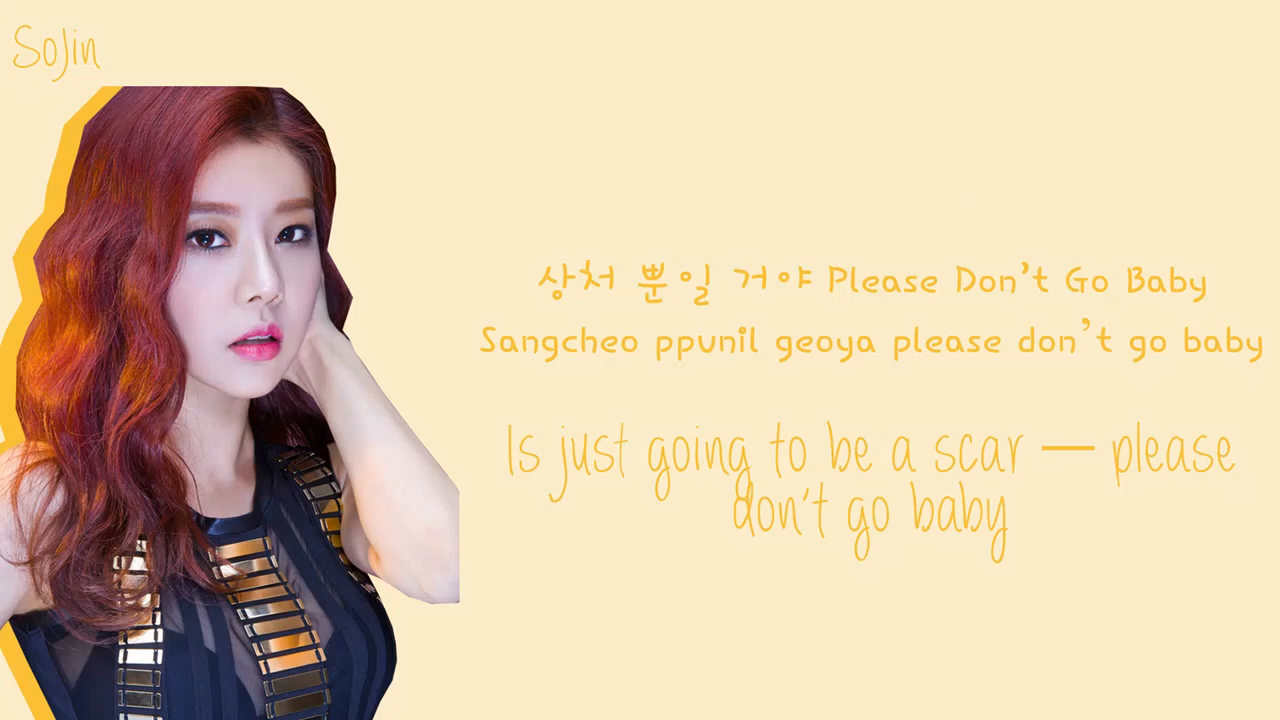 SoJin
상처 뿐일 거야 Please Don't Go Baby
Sangcheo ppunil geoya please don't go baby
Is just going to be a scar — please
don't go baby